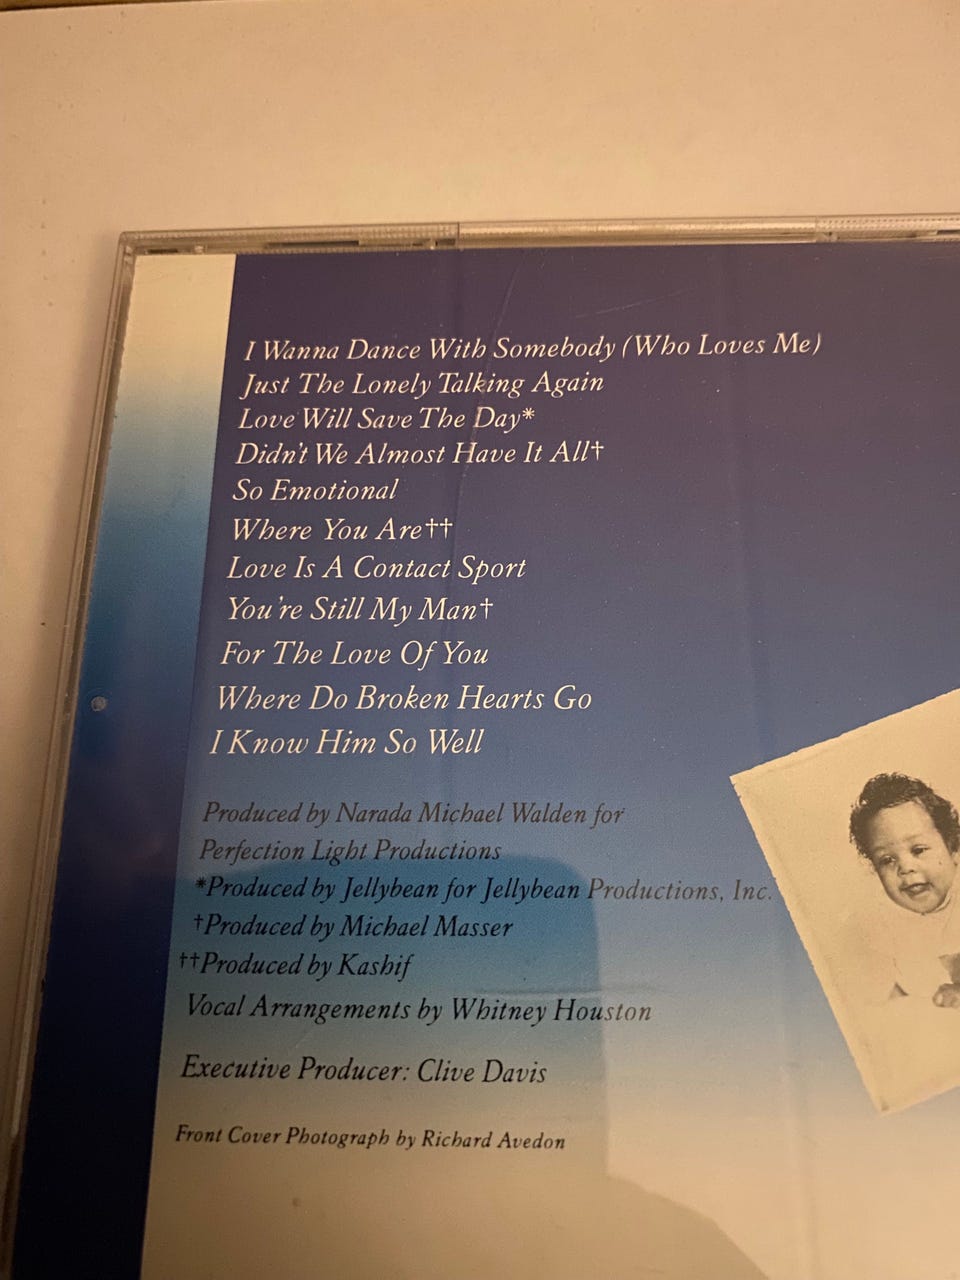 I Wanna Dance With Somebody (Who Loves Me)
Just The Lonely Talking Again
Love Will Save The Day*
Didn't We Almost Have It All†
So Emotional
Where You Are††
Love Is A Contact Sport
You're Still My Man†
For The Love Of You
Where Do Broken Hearts Go
I Know Him So Well
Produced by Narada Michael Walden for
Perfection Light Productions
*Produced by Jellybean for Jellybean Productions, Inc.
†Produced by Michael Masser
††Produced by Kashif
Vocal Arrangements by Whitney Houston
Executive Producer: Clive Davis
Front Cover Photograph by Richard Avedon